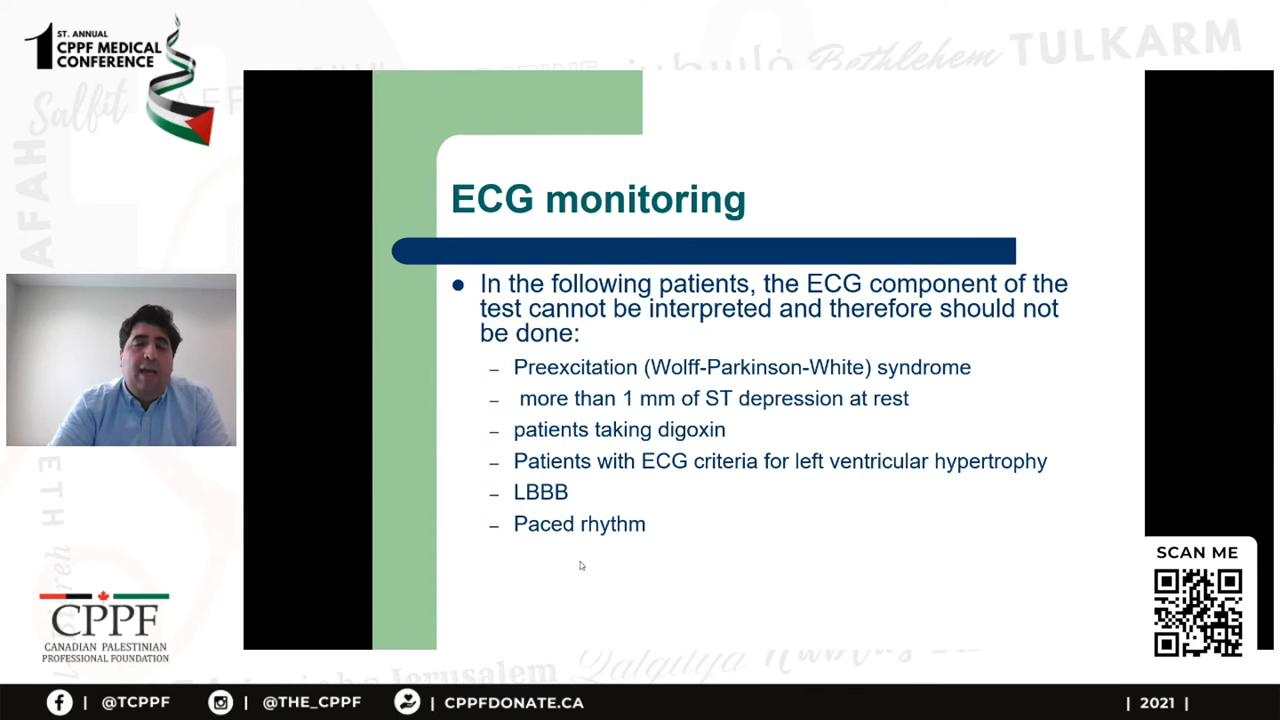 1 ST. ANNUAL
CPPF MEDICAL
CONFERENCE
Salfit
Bethlehem
TULKARM
ECG monitoring
● In the following patients, the ECG component of the
test cannot be interpreted and therefore should not
be done:
– Preexcitation (Wolff-Parkinson-White) syndrome
– more than 1 mm of ST depression at rest
– patients taking digoxin
– Patients with ECG criteria for left ventricular hypertrophy
– LBBB
– Paced rhythm
CPPF
CANADIAN PALESTINIAN
PROFESSIONAL FOUNDATION
SCAN ME
Jerusalem
Qalqilya
| @TCPPF
| @THE_CPPF
| CPPFDONATE.CA
| 2021 |